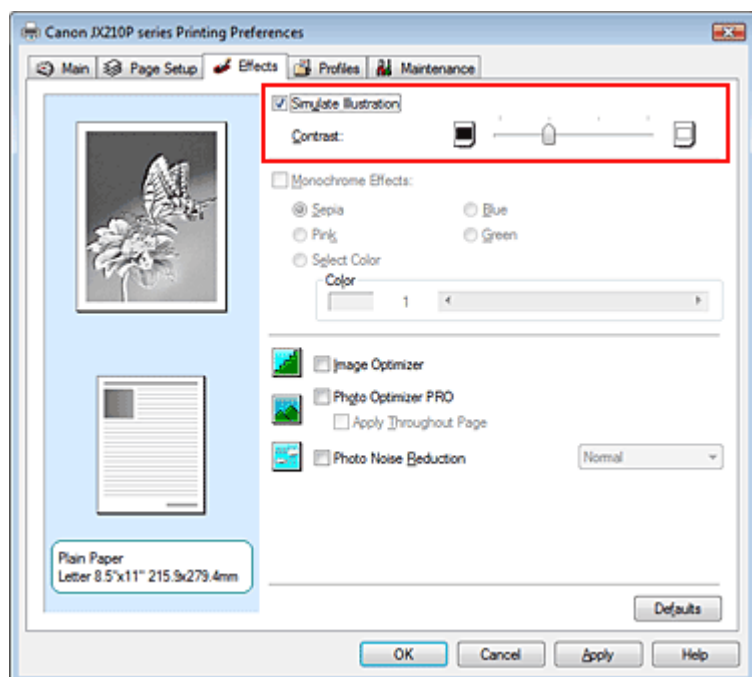 Canon JX210P series Printing Preferences
Main Page Setup Effects Profiles Maintenance
Simulate Illustration
Contrast:
Monochrome Effects:
Sepia Blue
Pink Green
Select Color
Color
1
Image Optimizer
Photo Optimizer PRO
Apply Throughout Page
Photo Noise Reduction Normal
Plain Paper
Letter 8.5"x11" 215.9x279.4mm
Defaults
OK Cancel Apply Help